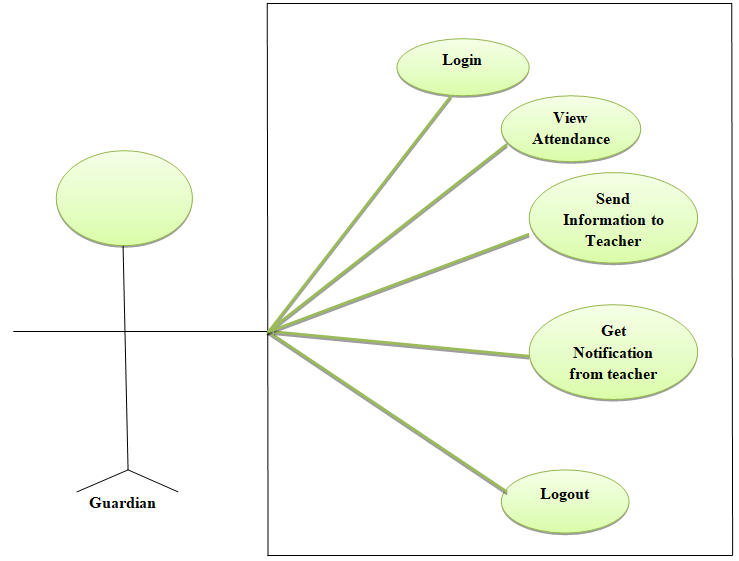 Login
View
Attendance
Send
Information to
Teacher
Get
Notification
from teacher
Logout
Guardian